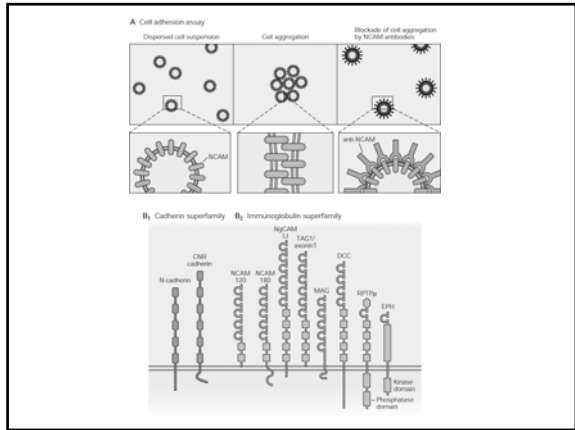 A Cell adhesion assay
Dispersed cell suspension
Cell aggregation
Blockade of cell aggregation
by NCAM antibodies
NCAM
anti-NCAM
B₁ Cadherin superfamily
B₂ Immunoglobulin superfamily
N-cadherin
CNR
cadherin
NCAM
120
NCAM
180
NgCAM
L1
TAG1/
axonin1
MAG
DCC
RPTPµ
EPH
Kinase
domain
Phosphatase
domain